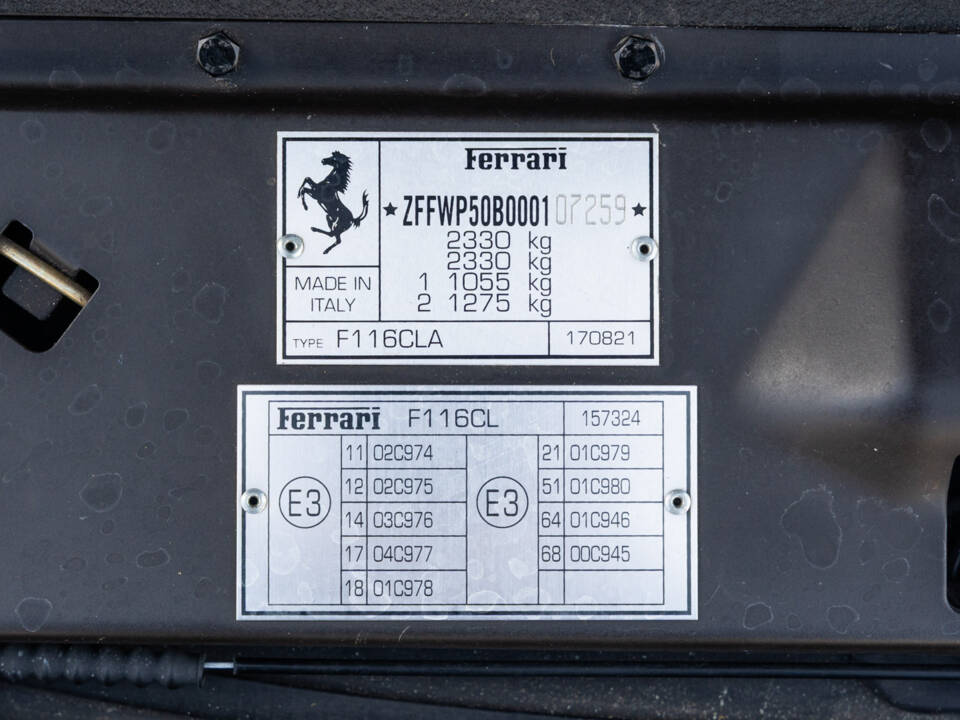 Ferrari
★ZFFWP50B000107259★
2330 kg
2330 kg
1 1055 kg
2 1275 kg
MADE IN
ITALY
TYPE F116CLA 170821
Ferrari F116CL 157324
E3
11 02C974
12 02C975
14 03C976
17 04C977
18 01C978
E3
21 01C979
51 01C980
64 01C946
68 00C945